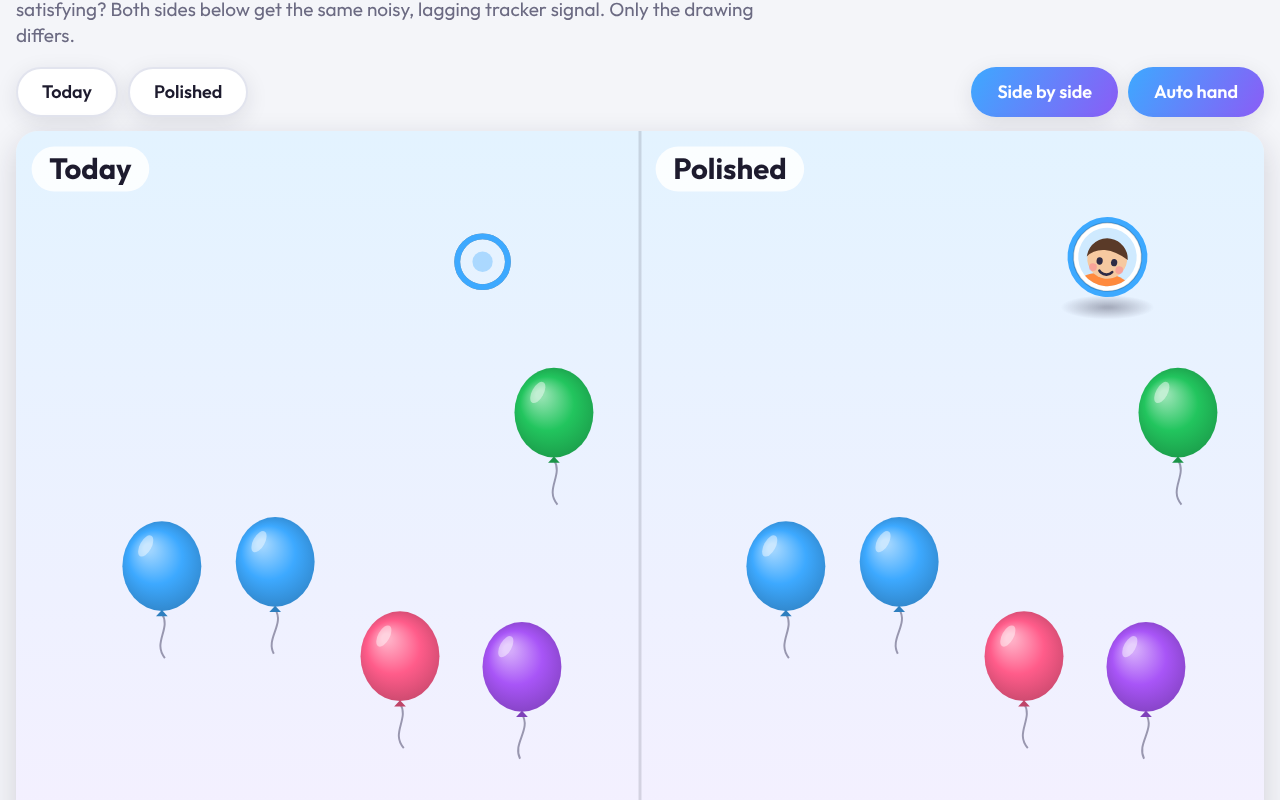 satisfying? Both sides below get the same noisy, lagging tracker signal. Only the drawing
differs.
Today
Polished
Side by side
Auto hand
Today
Polished